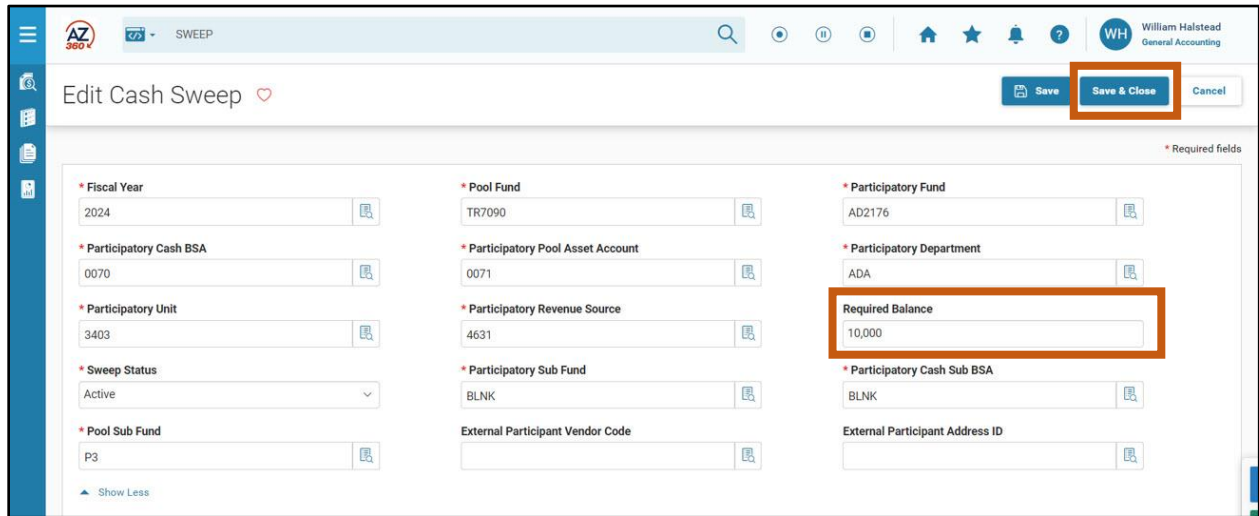 AZ
360
SWEEP
WH
William Halstead
General Accounting
Edit Cash Sweep
Save
Save & Close
Cancel
* Required fields
* Fiscal Year
* Pool Fund
* Participatory Fund
2024
TR7090
AD2176
* Participatory Cash BSA
* Participatory Pool Asset Account
* Participatory Department
0070
0071
ADA
* Participatory Unit
* Participatory Revenue Source
Required Balance
3403
4631
10,000
* Sweep Status
* Participatory Sub Fund
* Participatory Cash Sub BSA
Active
BLNK
BLNK
* Pool Sub Fund
External Participant Vendor Code
External Participant Address ID
P3
Show Less